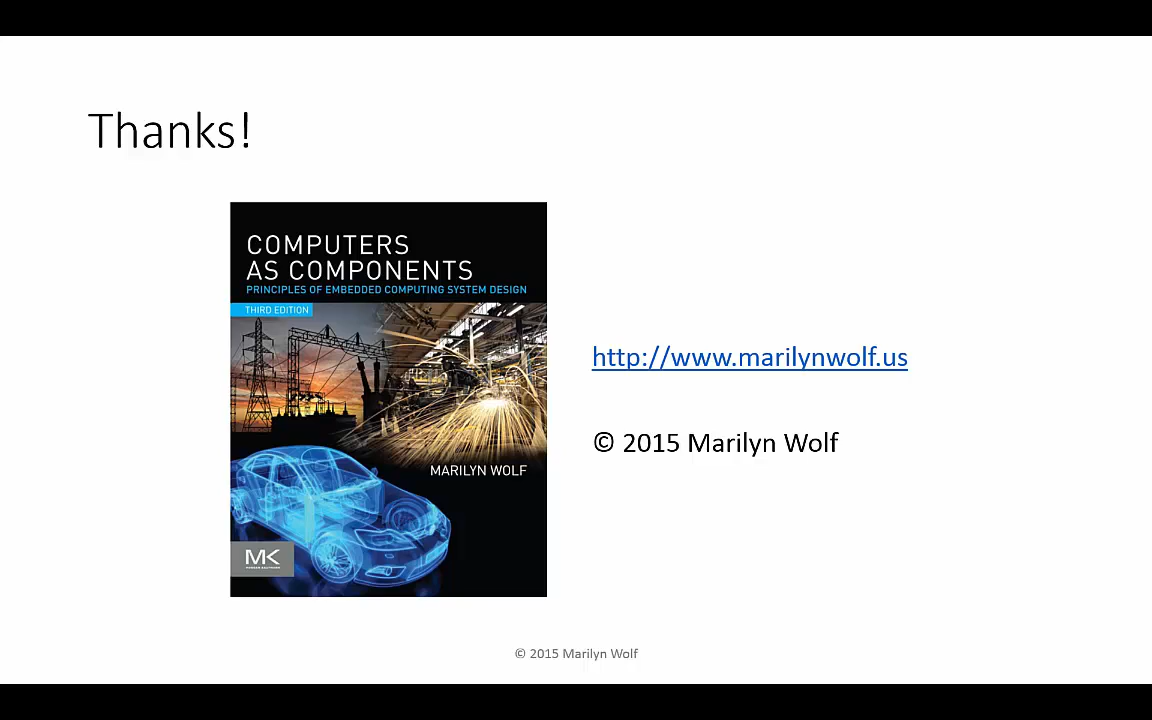 Thanks!
COMPUTERS
AS COMPONENTS
PRINCIPLES OF EMBEDDED COMPUTING SYSTEM DESIGN
THIRD EDITION
MARILYN WOLF
MK
http://www.marilynwolf.us
© 2015 Marilyn Wolf
© 2015 Marilyn Wolf